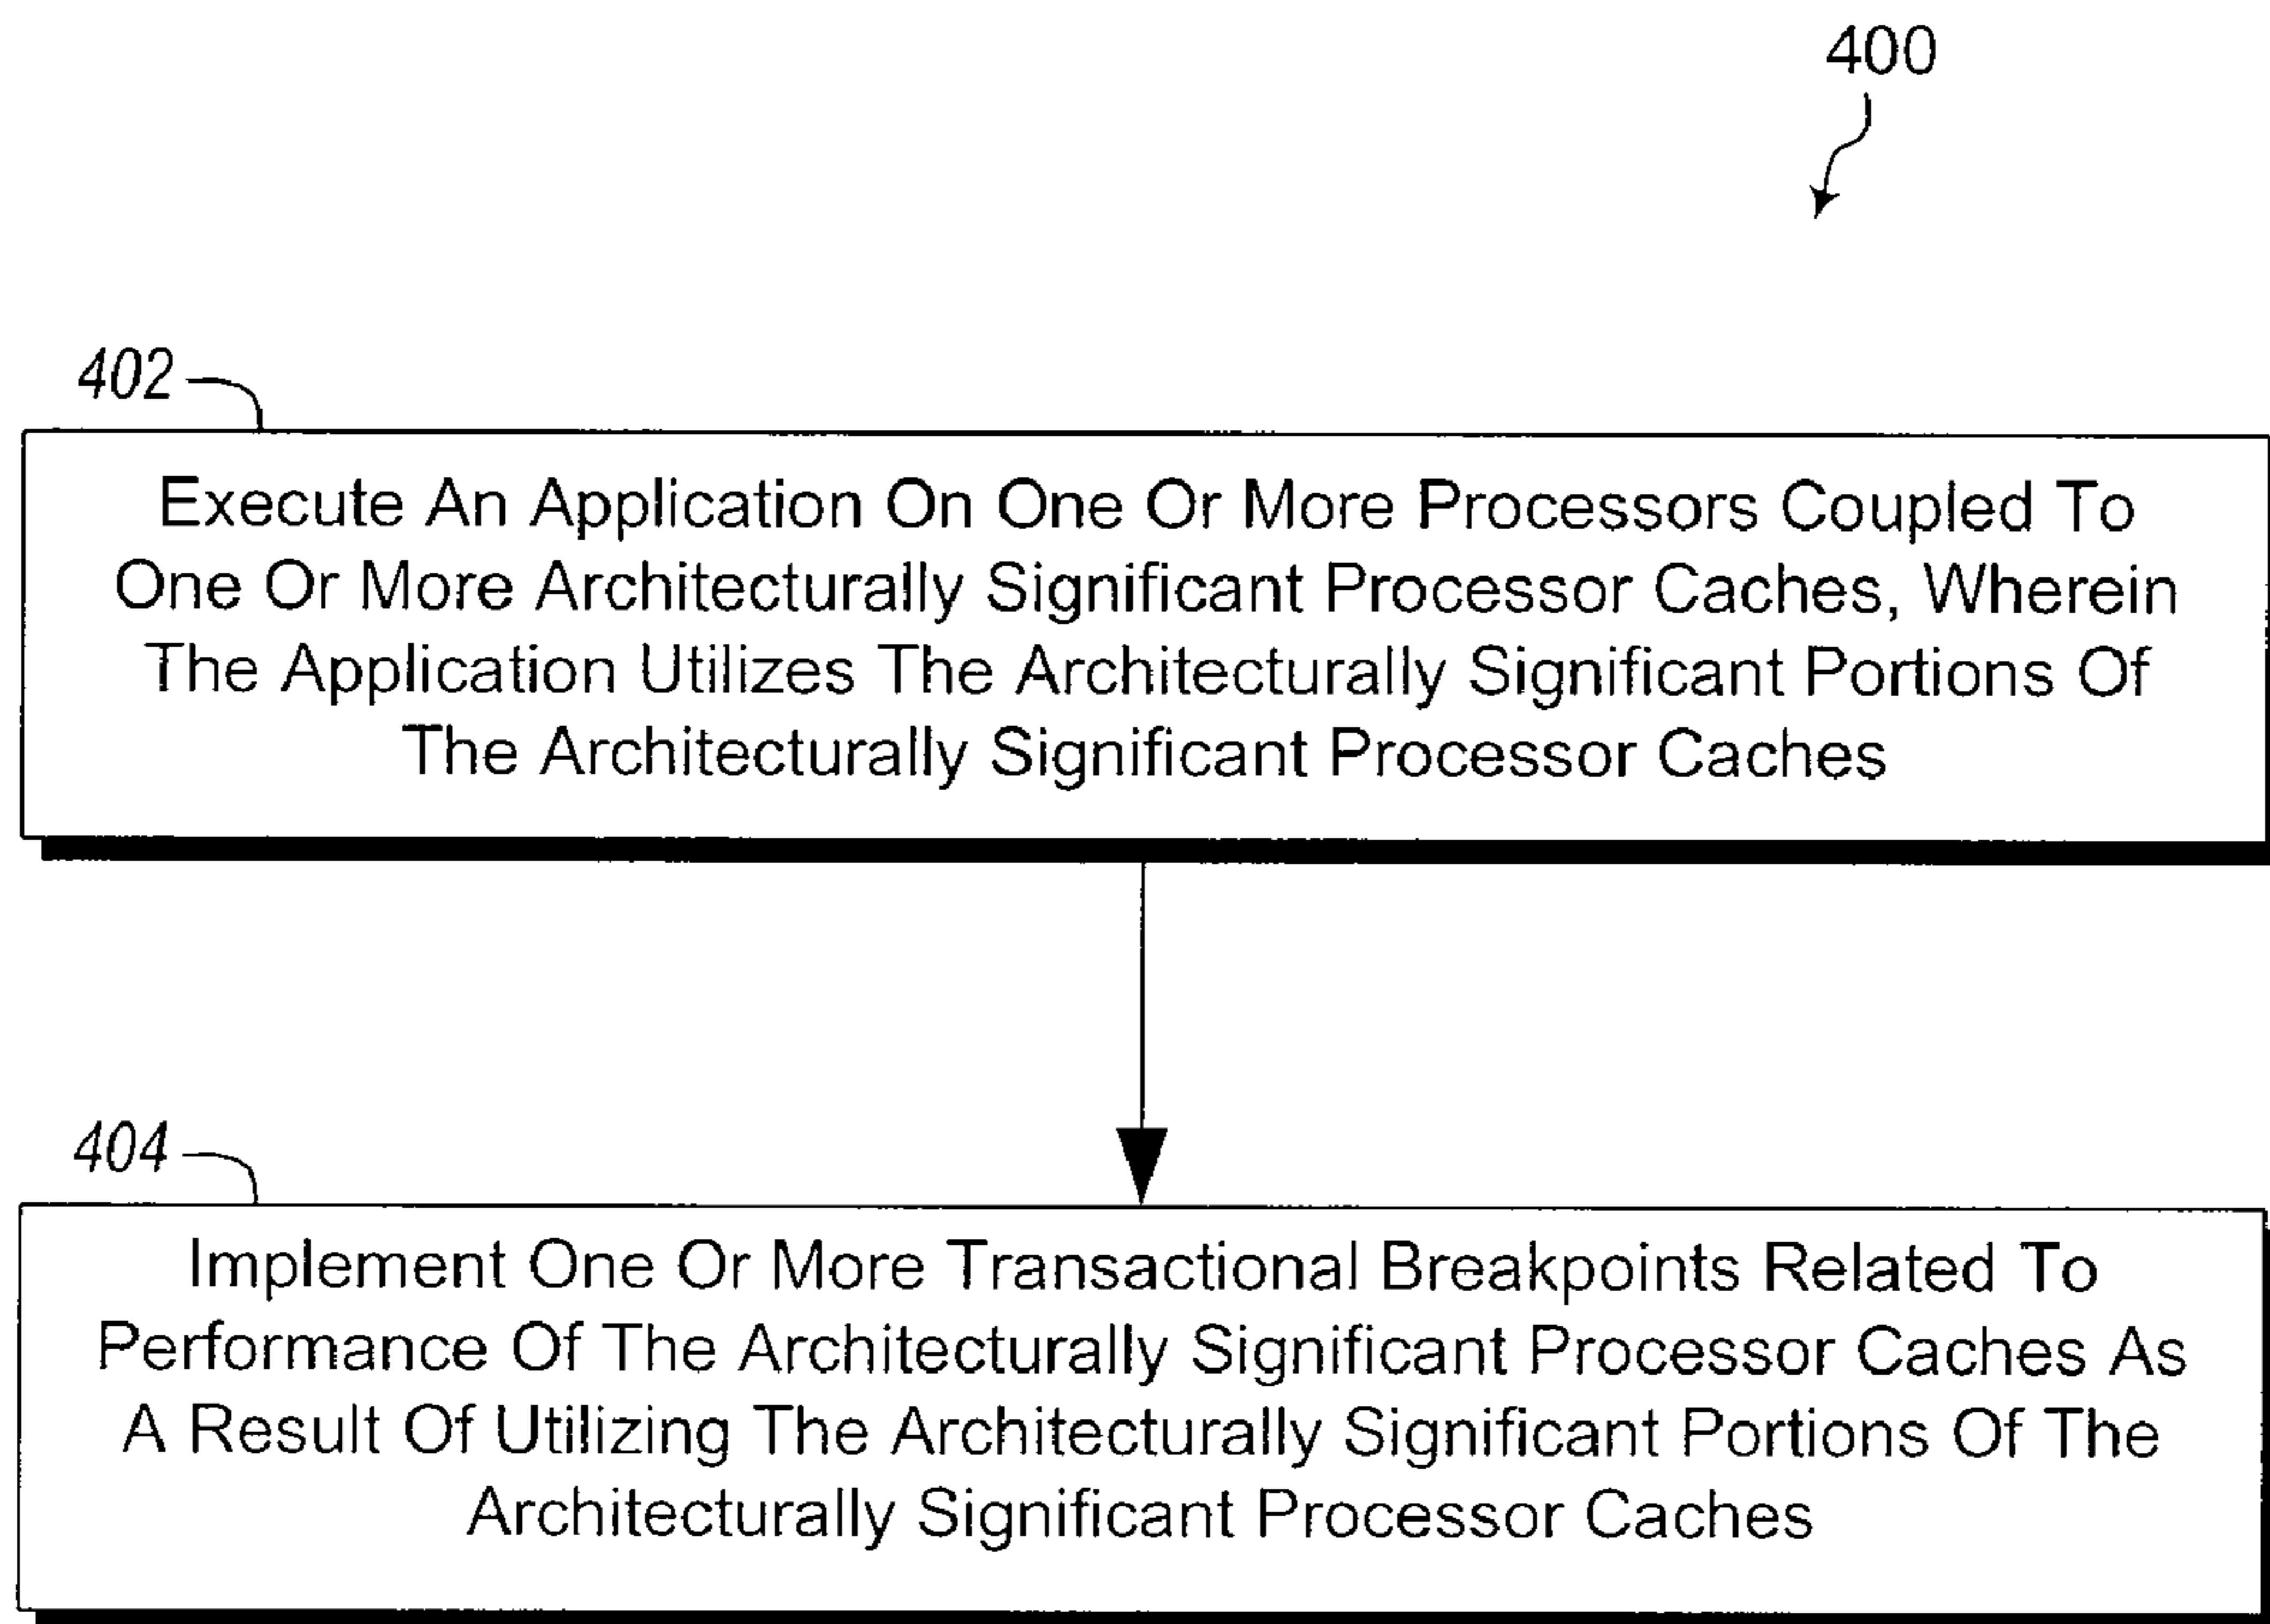 400
402
Execute An Application On One Or More Processors Coupled To
One Or More Architecturally Significant Processor Caches, Wherein
The Application Utilizes The Architecturally Significant Portions Of
The Architecturally Significant Processor Caches
404
Implement One Or More Transactional Breakpoints Related To
Performance Of The Architecturally Significant Processor Caches As
A Result Of Utilizing The Architecturally Significant Portions Of The
Architecturally Significant Processor Caches